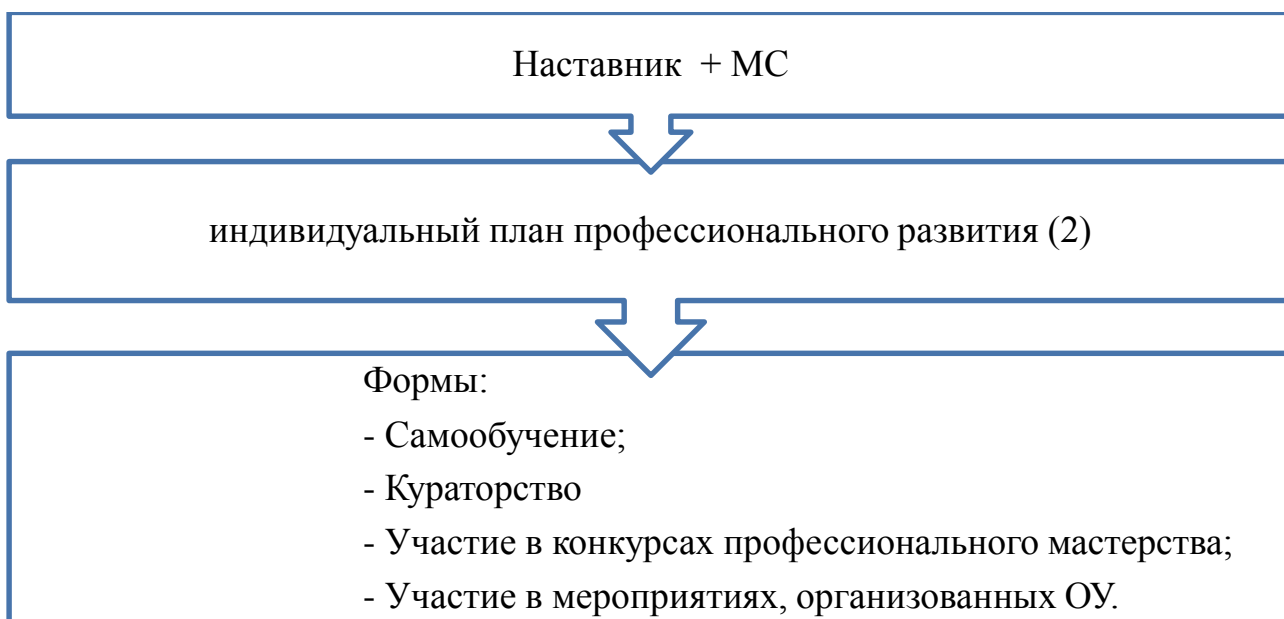 Наставник + МС
индивидуальный план профессионального развития (2)
Формы:
- Самообучение;
- Кураторство
- Участие в конкурсах профессионального мастерства;
- Участие в мероприятиях, организованных ОУ.